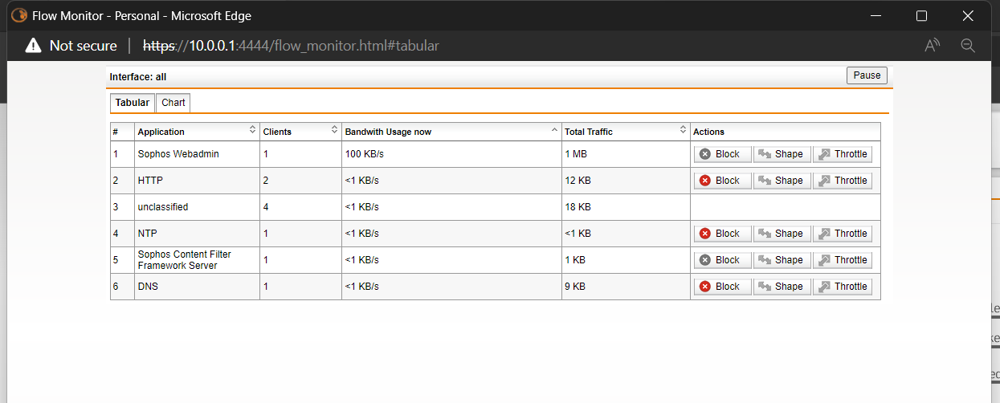 Flow Monitor - Personal - Microsoft Edge
Not secure | https://10.0.0.1:4444/flow_monitor.html#tabular
Interface: all Pause
Tabular Chart
# Application Clients Bandwith Usage now Total Traffic Actions
1 Sophos Webadmin 1 100 KB/s 1 MB Block Shape Throttle
2 HTTP 2 <1 KB/s 12 KB Block Shape Throttle
3 unclassified 4 <1 KB/s 18 KB
4 NTP 1 <1 KB/s <1 KB Block Shape Throttle
5 Sophos Content Filter Framework Server 1 <1 KB/s 1 KB Block Shape Throttle
6 DNS 1 <1 KB/s 9 KB Block Shape Throttle